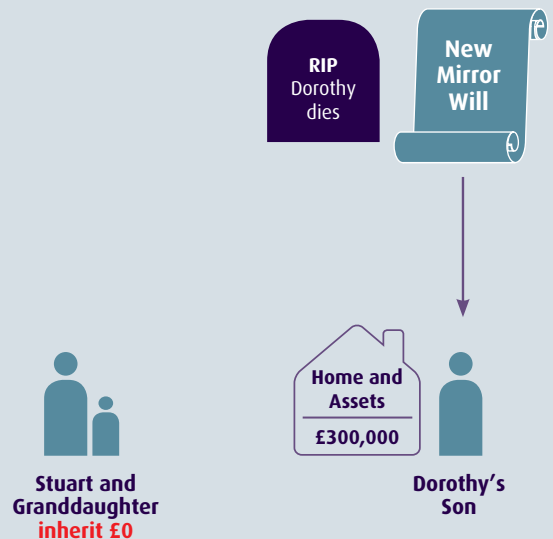 RIP
Dorothy
dies
New
Mirror
Will
Home and
Assets
£300,000
Stuart and
Granddaughter
inherit £0
Dorothy's
Son